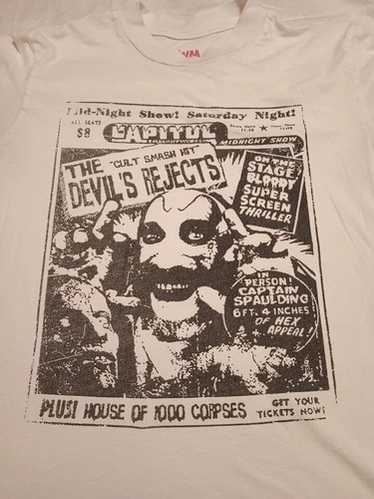 Mid-Night Show! Saturday Night!
ALL SEATS
$8
CAPITOL
MIDNIGHT SHOW
THE "CULT SMASH HIT"
DEVIL'S REJECTS
ON THE
STAGE
BLOODY
SUPER
SCREEN
THRILLER
IN
PERSON!
CAPTAIN
SPAULDING
6 FT. 4 INCHES
OF HEX
APPEAL!
PLUS! HOUSE OF 1000 CORPSES
GET YOUR
TICKETS NOW!